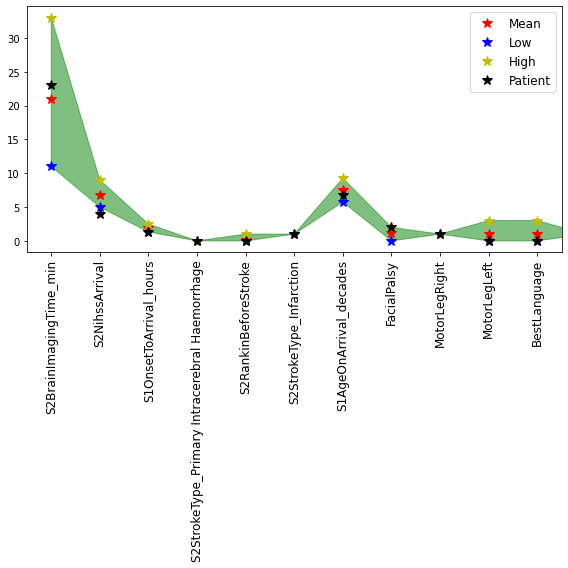 30
25
20
15
10
5
0
Mean
Low
High
Patient
S2BrainImagingTime_min
S2NihssArrival
S1OnsetToArrival_hours
S2StrokeType_Primary Intracerebral Haemorrhage
S2RankinBeforeStroke
S2StrokeType_Infarction
S1AgeOnArrival_decades
FacialPalsy
MotorLegRight
MotorLegLeft
BestLanguage